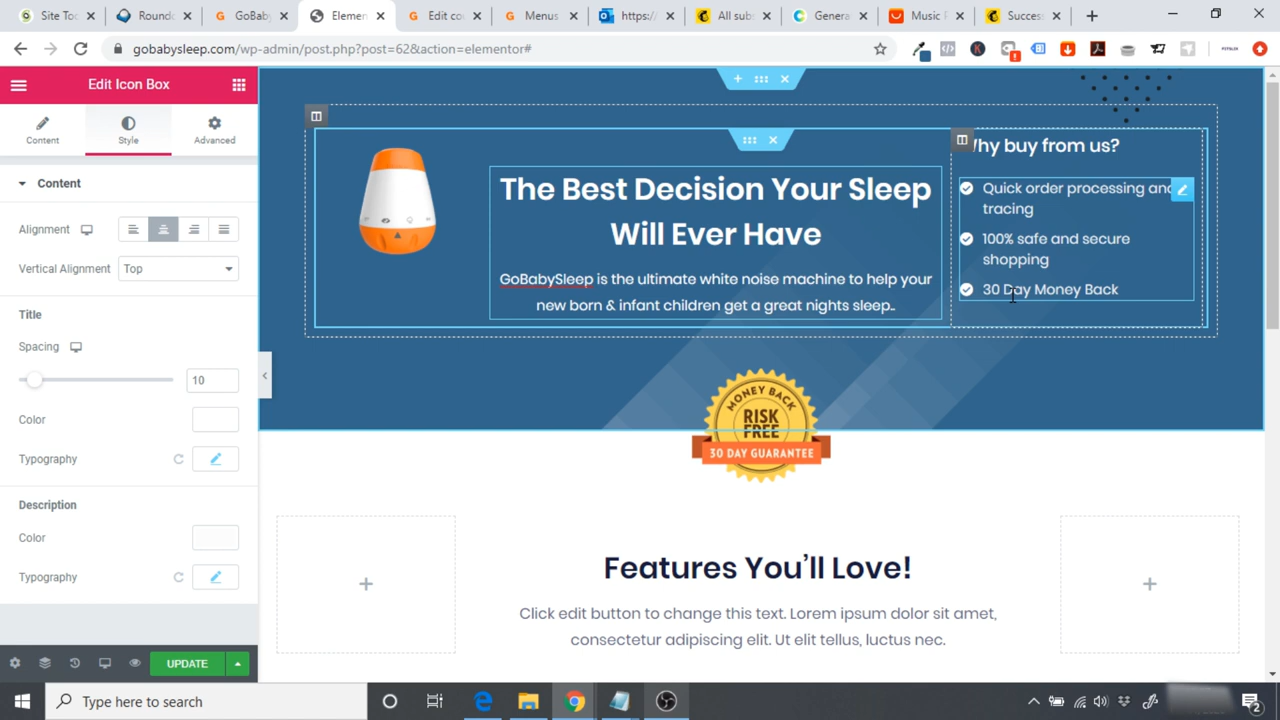 Site Too
Roundc
GoBaby
Elemen
Edit co
Menus
https:/
All sub
Genera
Music F
Succes
gobabysleep.com/wp-admin/post.php?post=62&action=elementor#
Edit Icon Box
Content
Style
Advanced
Content
Alignment
Vertical Alignment
Top
Title
Spacing
10
Color
Typography
Description
Color
Typography
UPDATE
The Best Decision Your Sleep
Will Ever Have
GoBabySleep is the ultimate white noise machine to help your
new born & infant children get a great nights sleep..
hy buy from us?
Quick order processing and
tracing
100% safe and secure
shopping
30 Day Money Back
MONEY BACK
RISK
FREE
30 DAY GUARANTEE
Features You'll Love!
Click edit button to change this text. Lorem ipsum dolor sit amet,
consectetur adipiscing elit. Ut elit tellus, luctus nec.
Type here to search
2